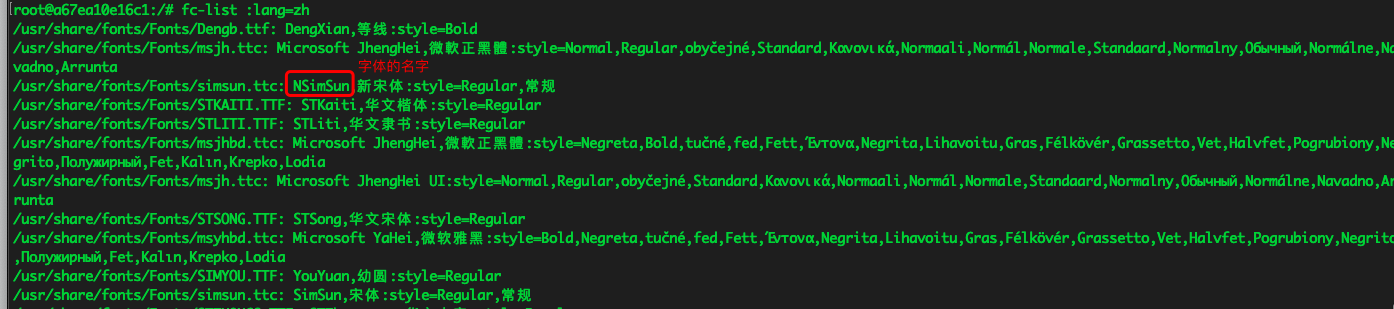 root@a67ea10e16c1:/# fc-list :lang=zh
/usr/share/fonts/Fonts/Dengb.ttf: DengXian,等线:style=Bold
/usr/share/fonts/Fonts/msjh.ttc: Microsoft JhengHei,微軟正黑體:style=Normal,Regular,obyčejné,Standard,Κανονικά,Normaali,Normál,Normale,Standaard,Normalny,Обычный,Normálne,Na
vadno,Arrunta
字体的名字
/usr/share/fonts/Fonts/simsun.ttc: NSimSun,新宋体:style=Regular,常规
/usr/share/fonts/Fonts/STKAITI.TTF: STKaiti,华文楷体:style=Regular
/usr/share/fonts/Fonts/STLITI.TTF: STLiti,华文隶书:style=Regular
/usr/share/fonts/Fonts/msjhbd.ttc: Microsoft JhengHei,微軟正黑體:style=Negreta,Bold,tučné,fed,Fett,Έντονα,Negrita,Lihavoitu,Gras,Félkövér,Grassetto,Vet,Halvfet,Pogrubiony,Ne
grito,Полужирный,Fet,Kalın,Krepko,Lodia
/usr/share/fonts/Fonts/msjh.ttc: Microsoft JhengHei UI:style=Normal,Regular,obyčejné,Standard,Κανονικά,Normaali,Normál,Normale,Standaard,Normalny,Обычный,Normálne,Navadno,Ar
runta
/usr/share/fonts/Fonts/STSONG.TTF: STSong,华文宋体:style=Regular
/usr/share/fonts/Fonts/msyhbd.ttc: Microsoft YaHei,微软雅黑:style=Bold,Negreta,tučné,fed,Fett,Έντονα,Negrita,Lihavoitu,Gras,Félkövér,Grassetto,Vet,Halvfet,Pogrubiony,Negrito
,Полужирный,Fet,Kalın,Krepko,Lodia
/usr/share/fonts/Fonts/SIMYOU.TTF: YouYuan,幼圆:style=Regular
/usr/share/fonts/Fonts/simsun.ttc: SimSun,宋体:style=Regular,常规